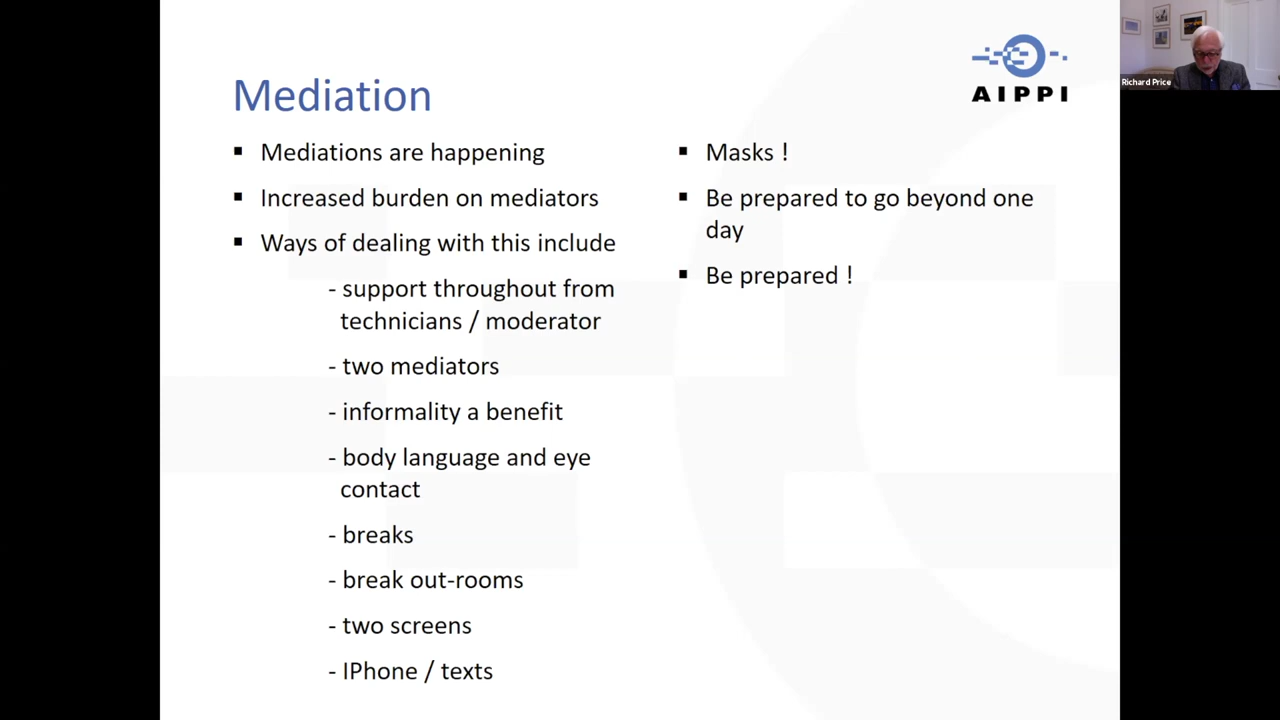 Mediation
▪ Mediations are happening
▪ Increased burden on mediators
▪ Ways of dealing with this include
- support throughout from
technicians / moderator
- two mediators
- informality a benefit
- body language and eye
contact
- breaks
- break out-rooms
- two screens
- IPhone / texts
▪ Masks !
▪ Be prepared to go beyond one
day
▪ Be prepared !
AIPPI
Richard Price